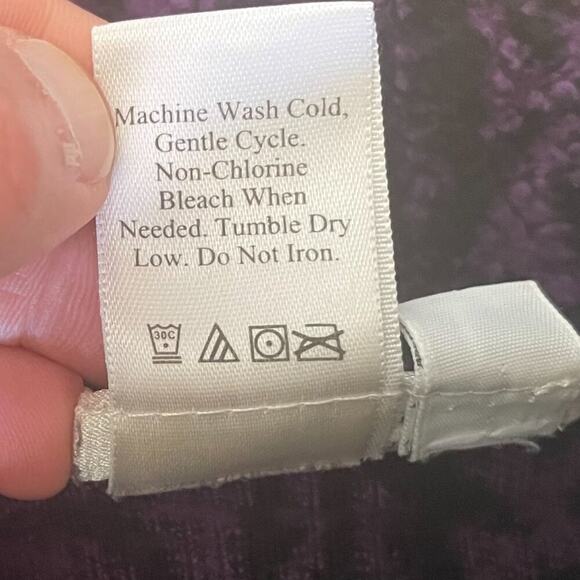 Machine Wash Cold,
Gentle Cycle.
Non-Chlorine
Bleach When
Needed. Tumble Dry
Low. Do Not Iron.
30C